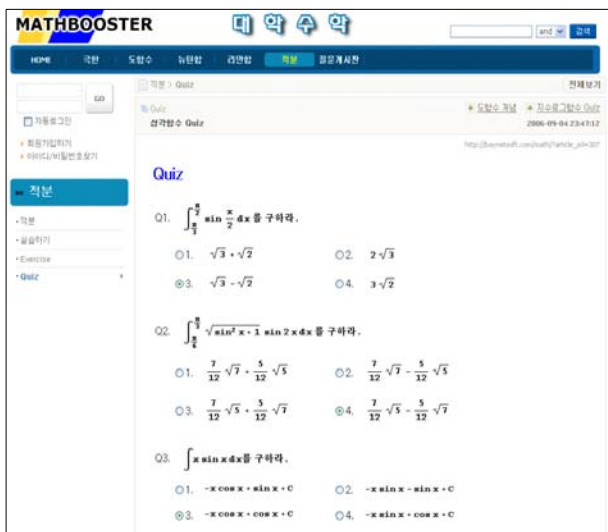 MATHBOOSTER 대학수학
and 검색
HOME 극한 도함수 뉴턴합 리만합 적분 질문게시판
GO
자동로그인
회원가입하기
아이디/비밀번호찾기
적분 > Quiz 전체보기
Quiz 도함수 개념 지수로그함수 Quiz
삼각함수 Quiz 2006-09-04 23:47:12
적분
적분
실습하기
Exercise
Quiz
Quiz
Q1. ∫ sin x/2 dx 를 구하라.
1. √3 + √2 2. 2√3
3. √3 - √2 4. 3√2
Q2. ∫ √(sin² x + 1) sin 2 x dx 를 구하라.
1. 7/12 √7 + 5/12 √5 2. 7/12 √7 - 5/12 √5
3. 7/12 √5 + 5/12 √7 4. 7/12 √5 - 5/12 √7
Q3. ∫ x sin x dx를 구하라.
1. -x cos x + sin x + C 2. -x sin x - sin x + C
3. -x cos x + cos x + C 4. -x sin x + cos x + C